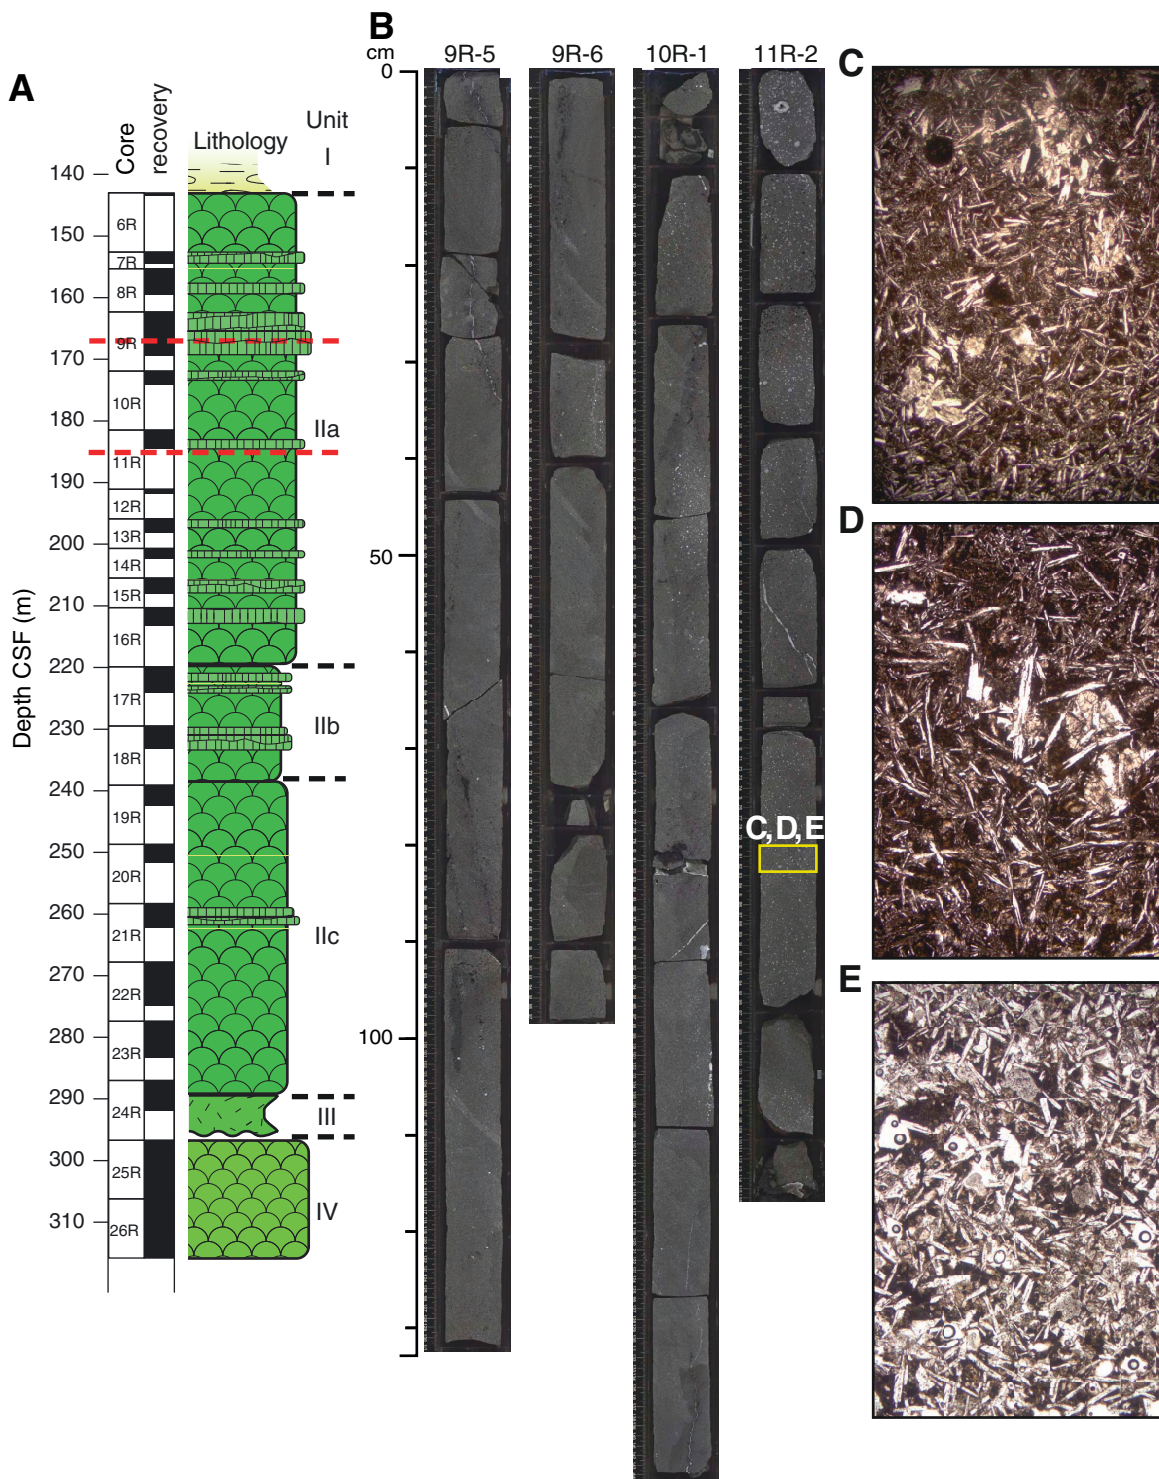 A
Core
recovery
Lithology
Unit
I
140
150
160
170
180
190
200
210
220
230
240
250
260
270
280
290
300
310
Depth CSF (m)
6R
7R
8R
9R
10R
11R
12R
13R
14R
15R
16R
17R
18R
19R
20R
21R
22R
23R
24R
25R
26R
IIa
IIb
IIc
III
IV
B
cm
0
50
100
9R-5
9R-6
10R-1
11R-2
C, D, E
C
D
E